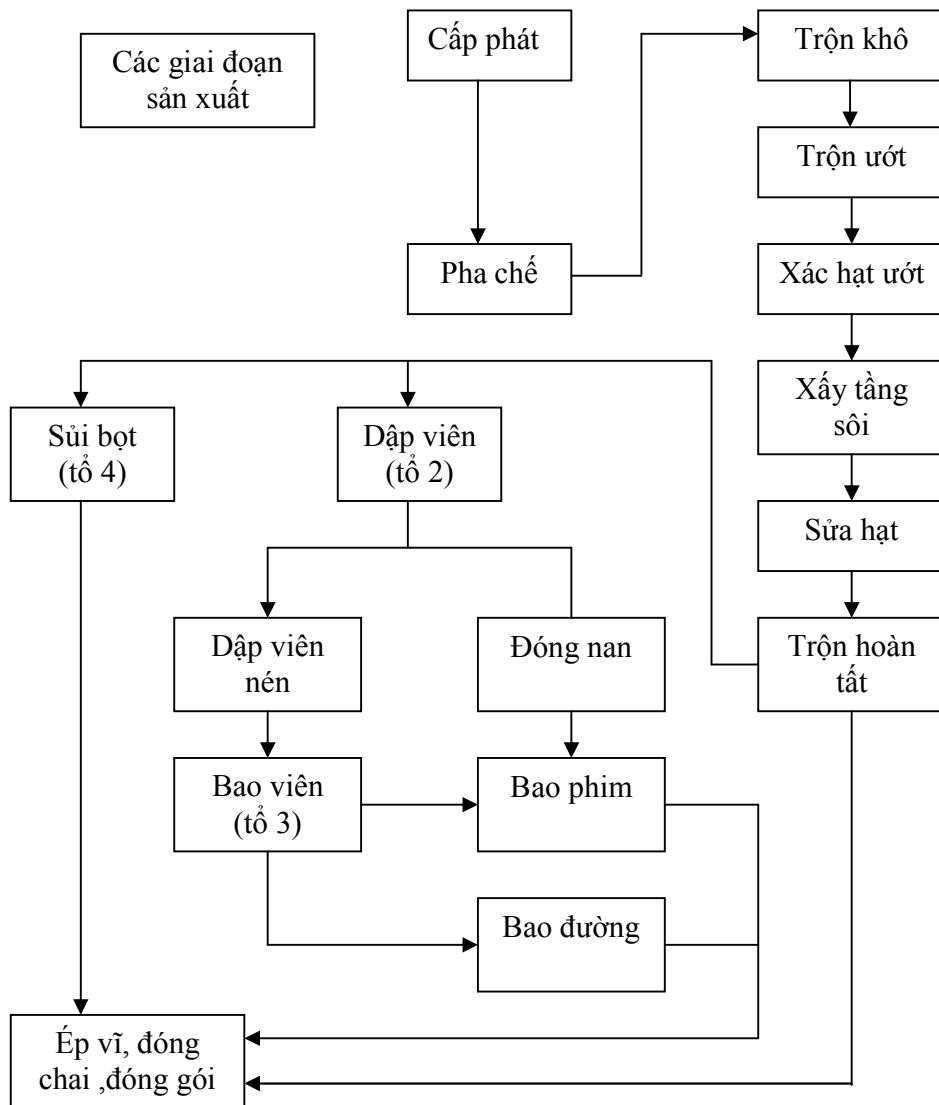 Cấp phát
Trộn khô
Các giai đoạn
sản xuất
Trộn ướt
Pha chế
Xác hạt ướt
Xấy tầng
sôi
Sủi bọt
(tổ 4)
Dập viên
(tổ 2)
Sửa hạt
Dập viên
nén
Đóng nan
Trộn hoàn
tất
Bao viên
(tổ 3)
Bao phim
Bao đường
Ép vĩ, đóng
chai ,đóng gói